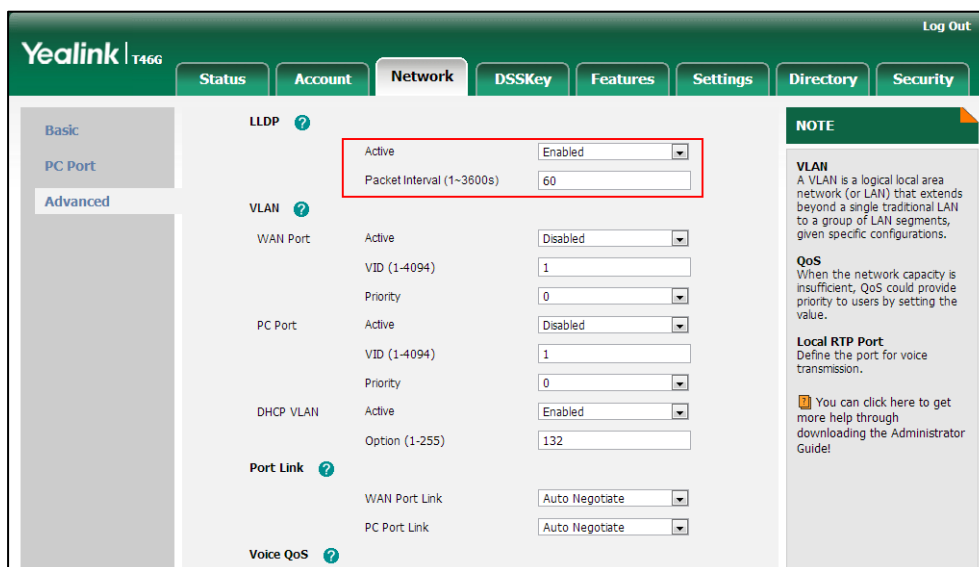 Log Out
Yealink T46G
Status Account Network DSSKey Features Settings Directory Security
Basic
PC Port
Advanced
LLDP ?
Active Enabled
Packet Interval (1~3600s) 60
VLAN ?
WAN Port Active Disabled
VID (1-4094) 1
Priority 0
PC Port Active Disabled
VID (1-4094) 1
Priority 0
DHCP VLAN Active Enabled
Option (1-255) 132
Port Link ?
WAN Port Link Auto Negotiate
PC Port Link Auto Negotiate
Voice QoS ?
NOTE
VLAN
A VLAN is a logical local area
network (or LAN) that extends
beyond a single traditional LAN
to a group of LAN segments,
given specific configurations.
QoS
When the network capacity is
insufficient, QoS could provide
priority to users by setting the
value.
Local RTP Port
Define the port for voice
transmission.
? You can click here to get
more help through
downloading the Administrator
Guide!